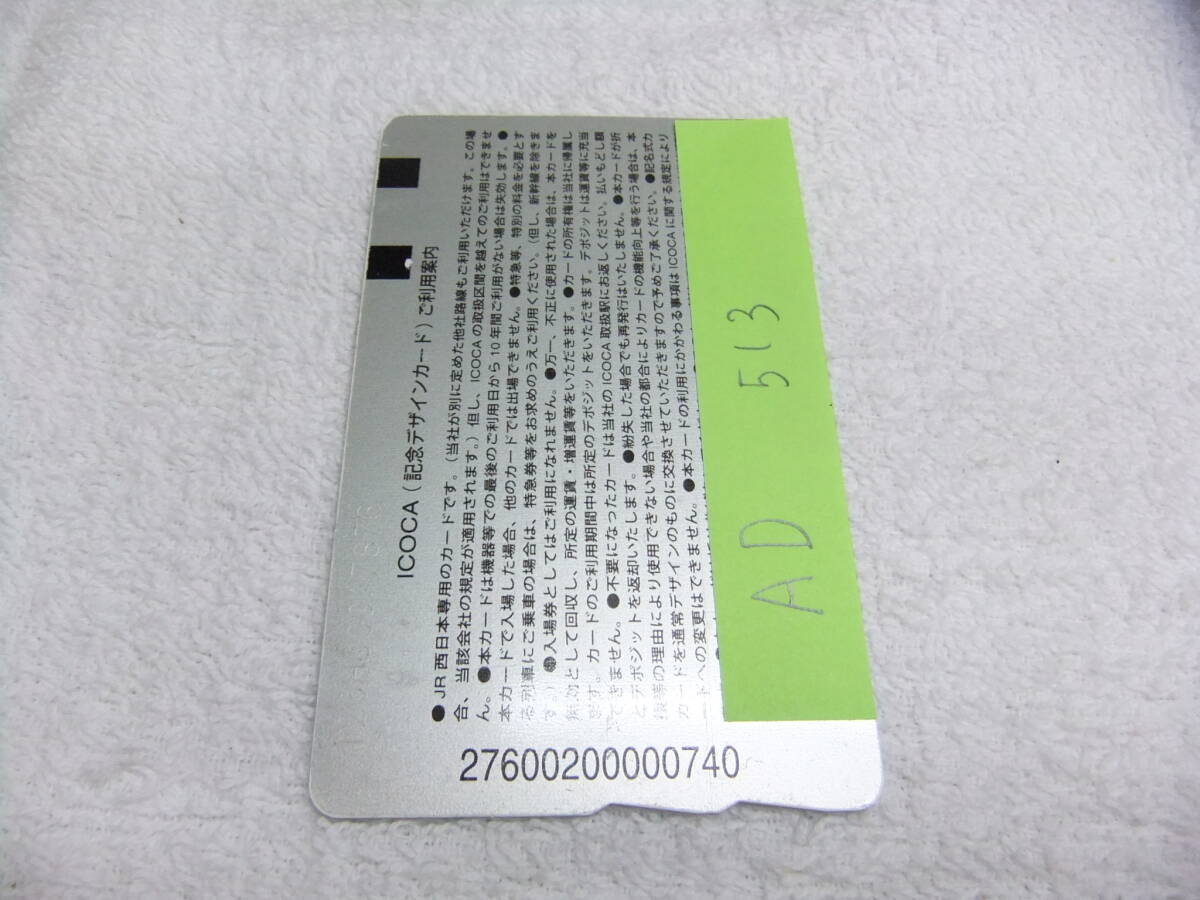 ICOCA（記念デザインカード）ご利用案内
●JR西日本専用のカードです。（当社が別に定めた他社路線もご利用いただけます。この場
合、当該会社の規定が適用されます。）但し、ICOCAの取扱区間を越えてのご利用はできませ
ん。●本カードは機器等での最後のご利用日から10年間ご利用がない場合は失効します。●
本カードで入場した場合、他のカードでは出場できません。●特急等、特別の料金を必要とす
る列車にご乗車の場合は、特急券等をお求めのうえご利用ください。（但し、新幹線を除きま
す。）●入場券としてはご利用になれません。●万一、不正に使用された場合は、本カードを
無効として回収し、所定の運賃・増運賃等をいただきます。●カードの所有権は当社に帰属し
ます。カードのご利用期間中は所定のデポジットをいただきます。デポジットは運賃等に充当
できません。●不要になったカードは当社のICOCA取扱駅にお返しください。払いもどし額
とデポジットを返却いたします。●紛失した場合でも再発行はいたしません。●本カードが折
損等の理由により使用できない場合や当社の都合によりカードの機能向上等を行う場合は、本
カードを通常デザインのものに交換させていただきますので予めご了承ください。●記名式カ
ードへの変更はできません。●本カードの利用にかかわる事項はICOCAに関する規定により
27600200000740
AD 513